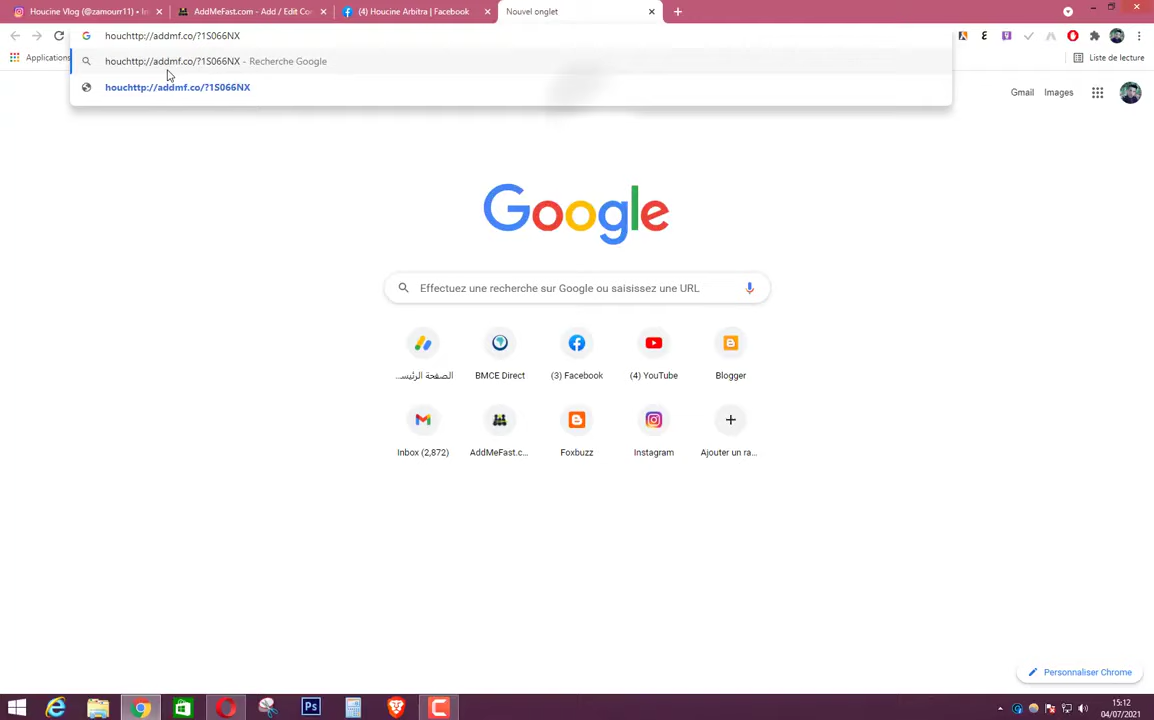 Houcine Vlog (@zamourr11) • In
AddMeFast.com - Add / Edit Con
(4) Houcine Arbitra | Facebook
Nouvel onglet
houchttp://addmf.co/?1S066NX
houchttp://addmf.co/?1S066NX - Recherche Google
houchttp://addmf.co/?1S066NX
Applications
Liste de lecture
Gmail
Images
Google
Effectuez une recherche sur Google ou saisissez une URL
...الصفحة الرئيسـ
BMCE Direct
(3) Facebook
(4) YouTube
Blogger
Inbox (2,872)
AddMeFast.c...
Foxbuzz
Instagram
Ajouter un ra...
Personnaliser Chrome
Ps
15:12
04/07/2021